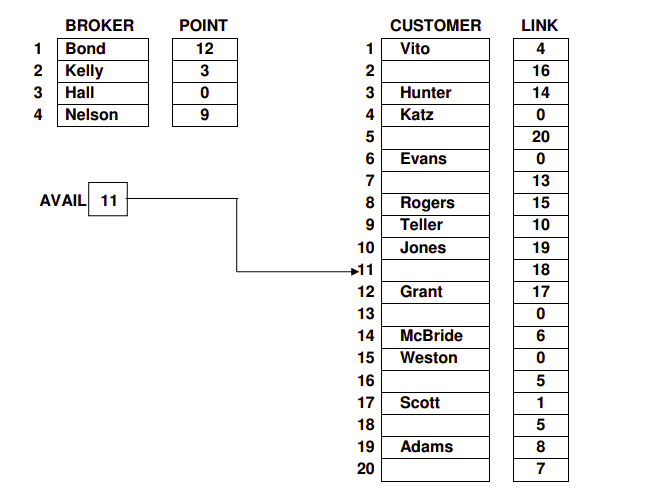 BROKER POINT CUSTOMER LINK
1 Bond 12 1 Vito 4
2 Kelly 3 2 16
3 Hall 0 3 Hunter 14
4 Nelson 9 4 Katz 0
5 20
6 Evans 0
7 13
AVAIL 11 8 Rogers 15
9 Teller 10
10 Jones 19
11 18
12 Grant 17
13 0
14 McBride 6
15 Weston 0
16 5
17 Scott 1
18 5
19 Adams 8
20 7